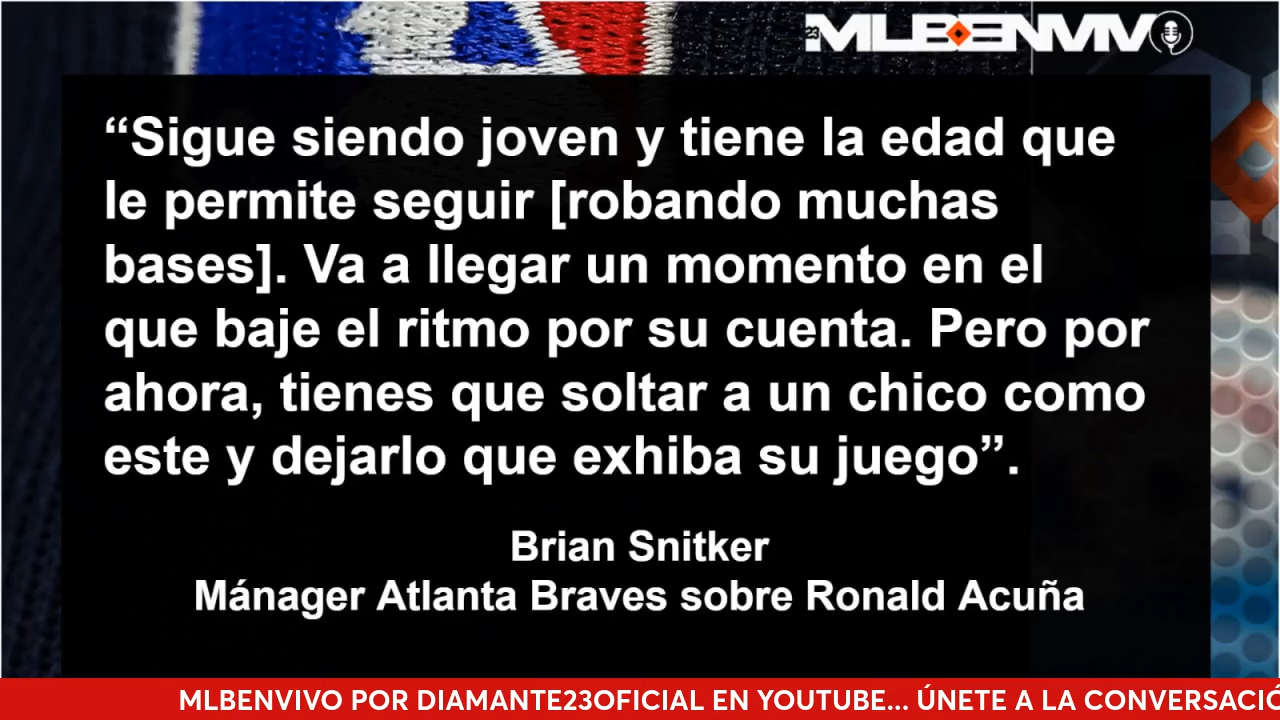 MLBENVIVO
“Sigue siendo joven y tiene la edad que
le permite seguir [robando muchas
bases]. Va a llegar un momento en el
que baje el ritmo por su cuenta. Pero por
ahora, tienes que soltar a un chico como
este y dejarlo que exhiba su juego”.
Brian Snitker
Mánager Atlanta Braves sobre Ronald Acuña
MLBENVIVO POR DIAMANTE23OFICIAL EN YOUTUBE... ÚNETE A LA CONVERSACIÓ